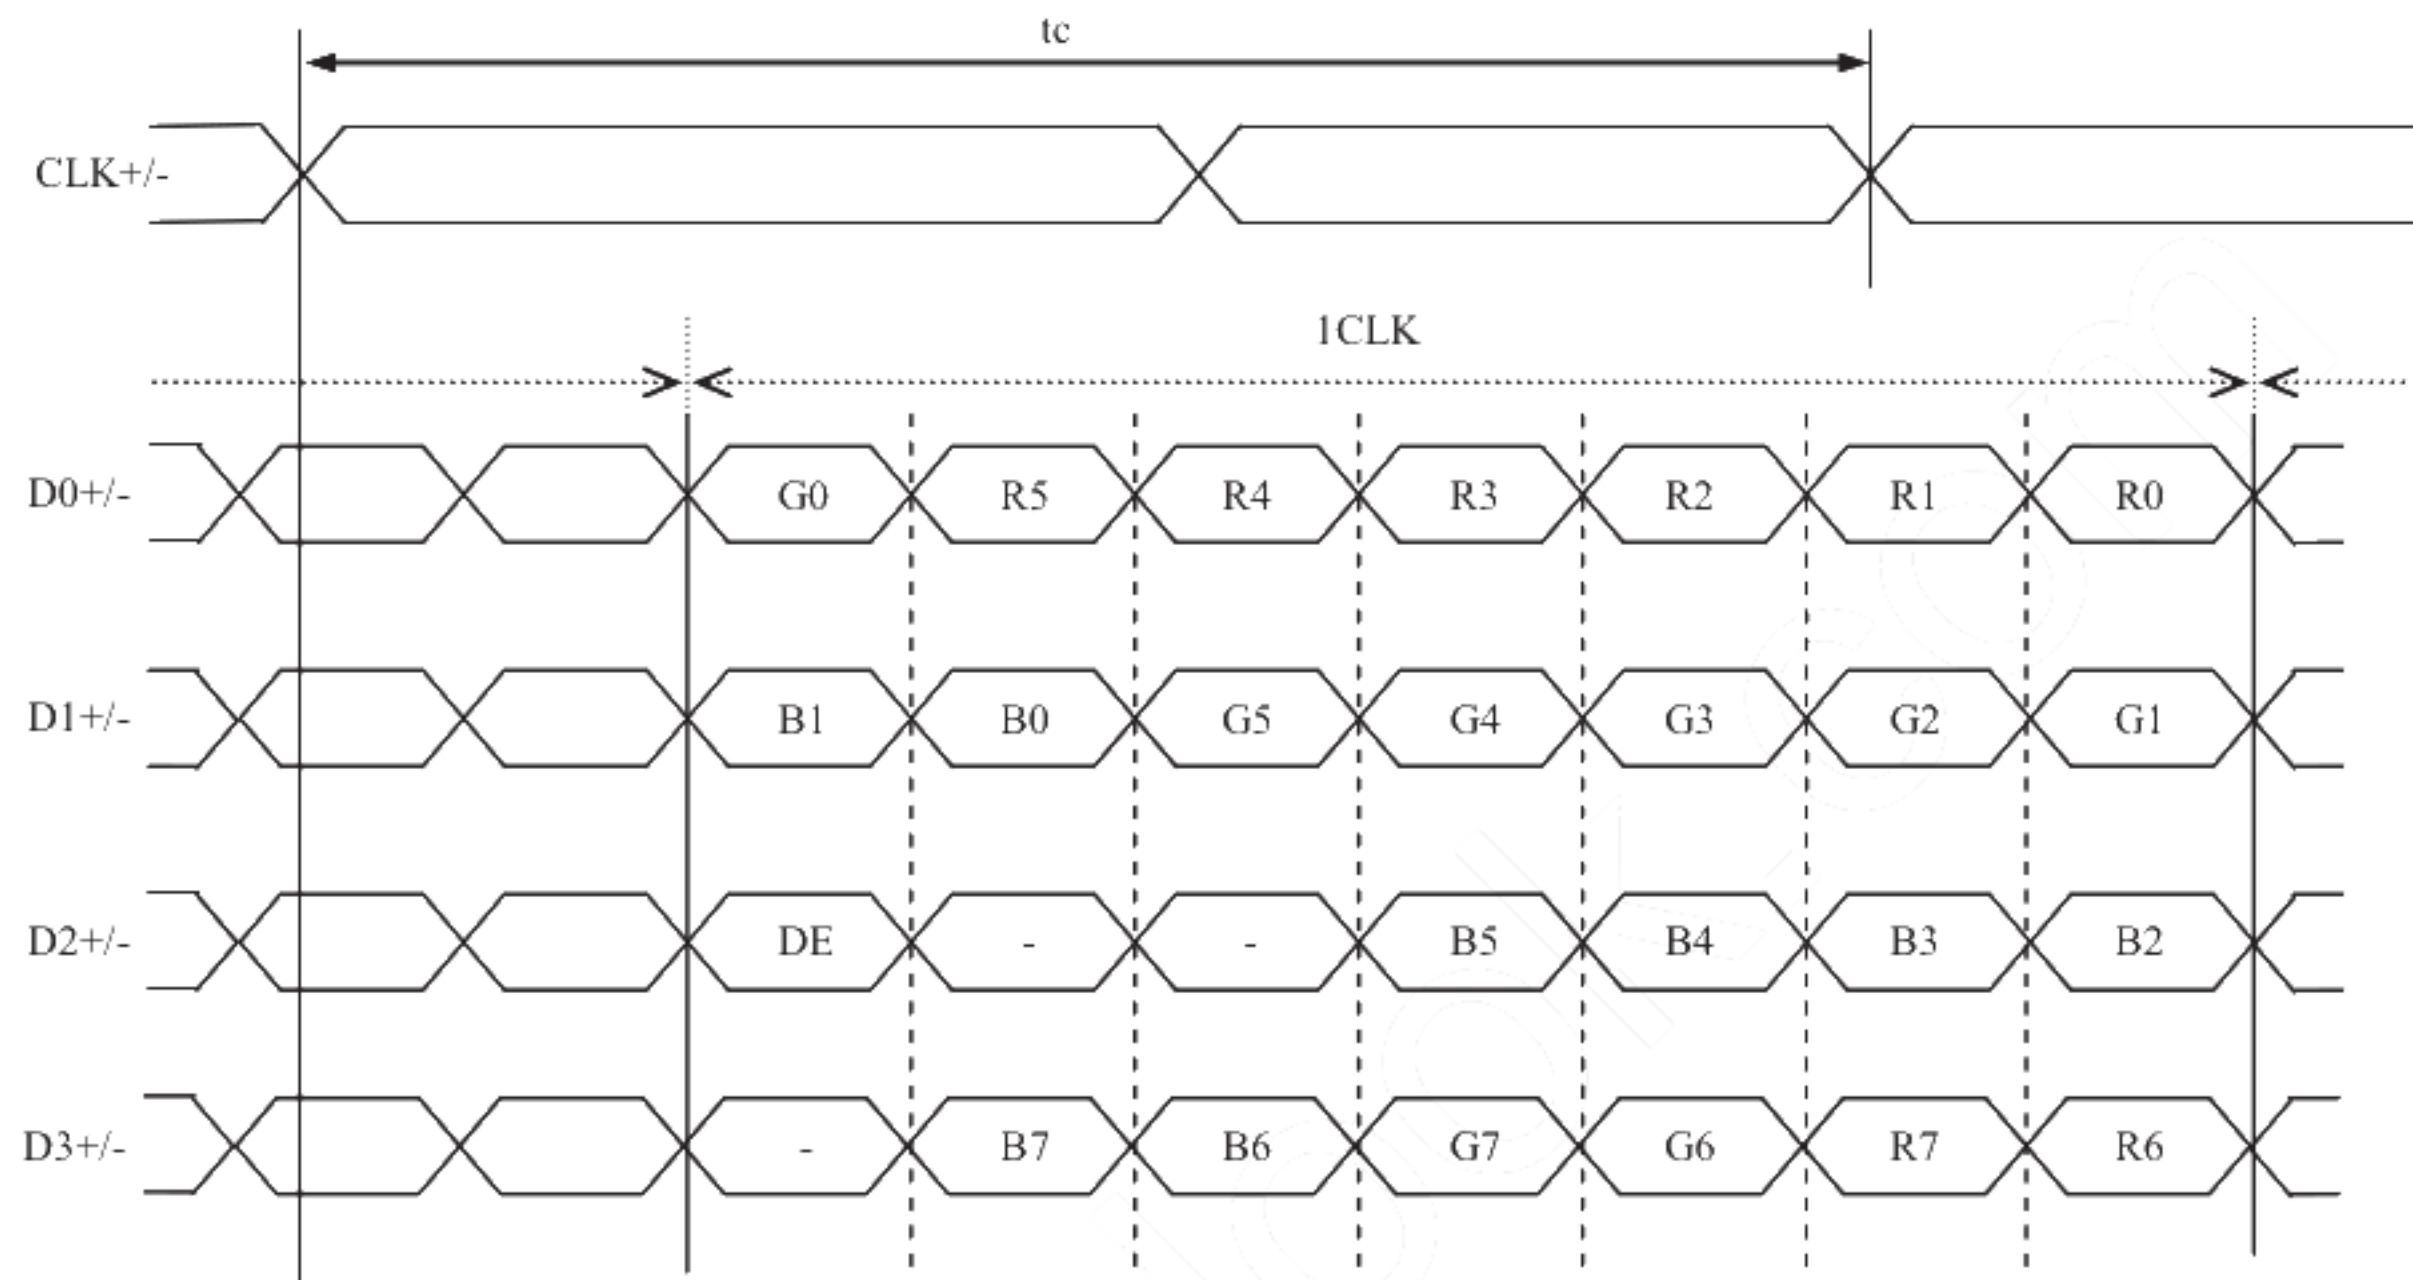 tc
CLK+/-
1CLK
D0+/- G0 R5 R4 R3 R2 R1 R0
D1+/- B1 B0 G5 G4 G3 G2 G1
D2+/- DE - - B5 B4 B3 B2
D3+/- - B7 B6 G7 G6 R7 R6